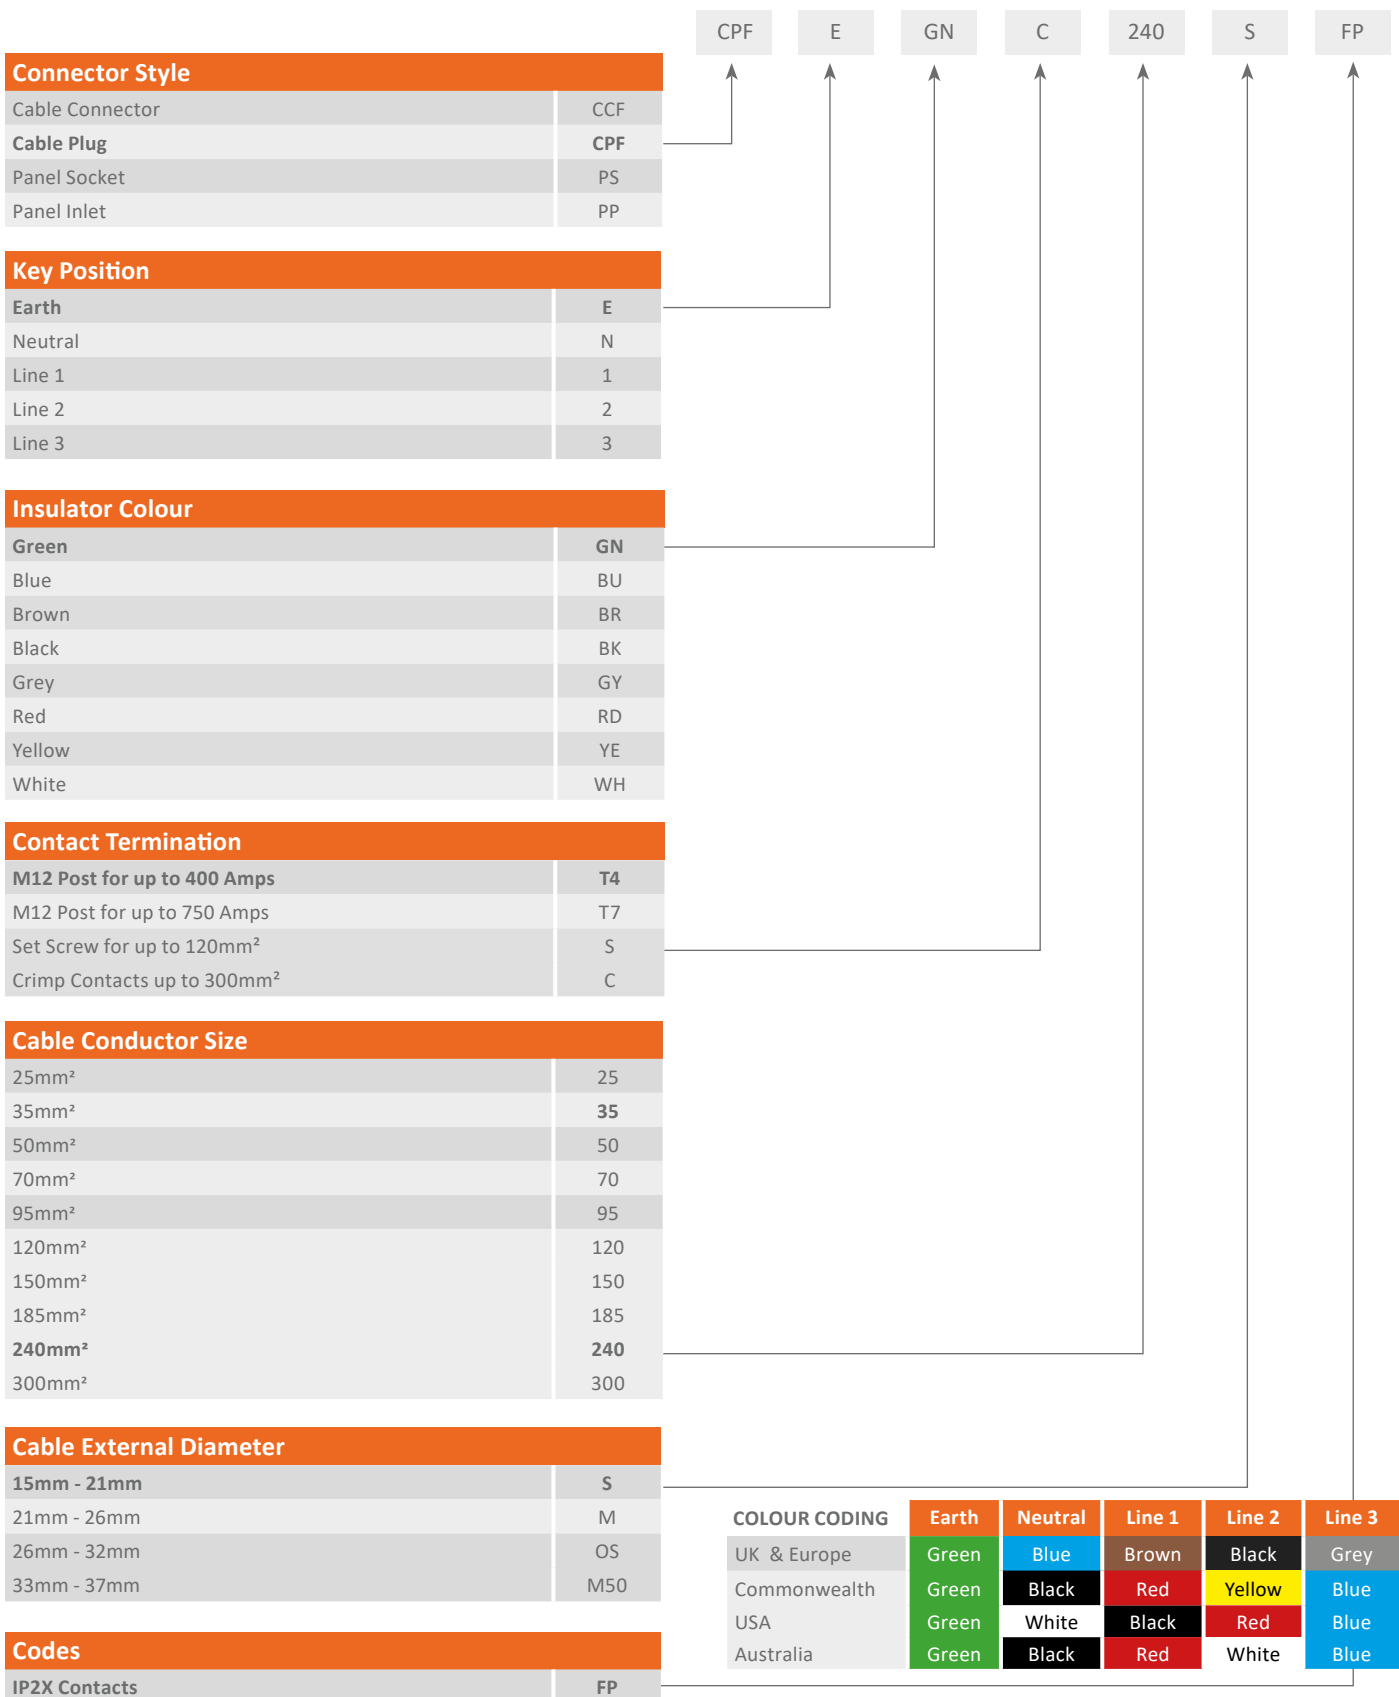 CPF E GN C 240 S FP
Connector Style
Cable Connector CCF
Cable Plug CPF
Panel Socket PS
Panel Inlet PP
Key Position
Earth E
Neutral N
Line 1 1
Line 2 2
Line 3 3
Insulator Colour
Green GN
Blue BU
Brown BR
Black BK
Grey GY
Red RD
Yellow YE
White WH
Contact Termination
M12 Post for up to 400 Amps T4
M12 Post for up to 750 Amps T7
Set Screw for up to 120mm² S
Crimp Contacts up to 300mm² C
Cable Conductor Size
25mm² 25
35mm² 35
50mm² 50
70mm² 70
95mm² 95
120mm² 120
150mm² 150
185mm² 185
240mm² 240
300mm² 300
Cable External Diameter
15mm - 21mm S
21mm - 26mm M
26mm - 32mm OS
33mm - 37mm M50
COLOUR CODING Earth Neutral Line 1 Line 2 Line 3
UK & Europe Green Blue Brown Black Grey
Commonwealth Green Black Red Yellow Blue
USA Green White Black Red Blue
Australia Green Black Red White Blue
Codes
IP2X Contacts FP